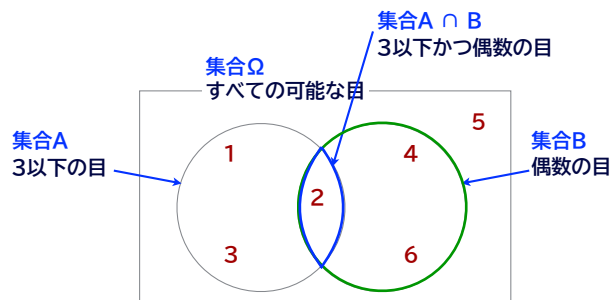 集合A ∩ B
3以下かつ偶数の目
集合Ω
すべての可能な目
集合A
3以下の目
1
2
3
4
5
6
集合B
偶数の目